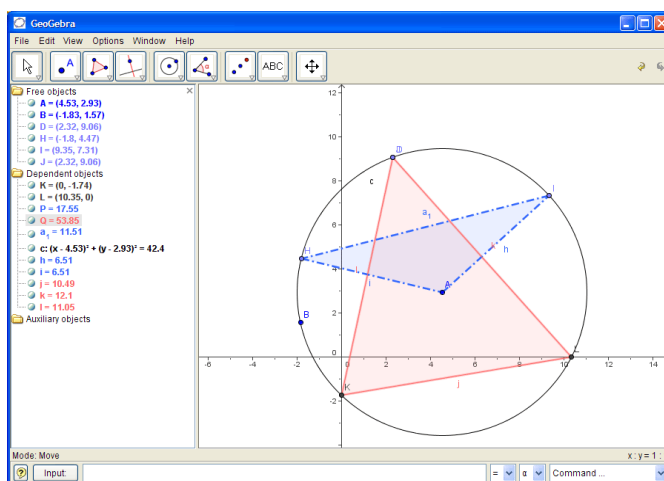 GeoGebra
File Edit View Options Window Help
A
ABC
Free objects
A = (4.53, 2.93)
B = (-1.83, 1.57)
D = (2.32, 9.06)
H = (-1.8, 4.47)
I = (9.35, 7.31)
J = (2.32, 9.06)
Dependent objects
K = (0, -1.74)
L = (10.35, 0)
P = 17.55
Q = 53.85
a₁ = 11.51
c: (x - 4.53)² + (y - 2.93)² = 42.4
h = 6.51
i = 6.51
j = 10.49
k = 12.1
l = 11.05
Auxiliary objects
12
10
8
6
4
2
0
-2
-6
-4
-2
0
2
4
6
8
10
12
14
c
a₁
I
H
l
k
h
i
A
B
L
K
j
Mode: Move
x : y = 1 :
Input:
=
α
Command ...